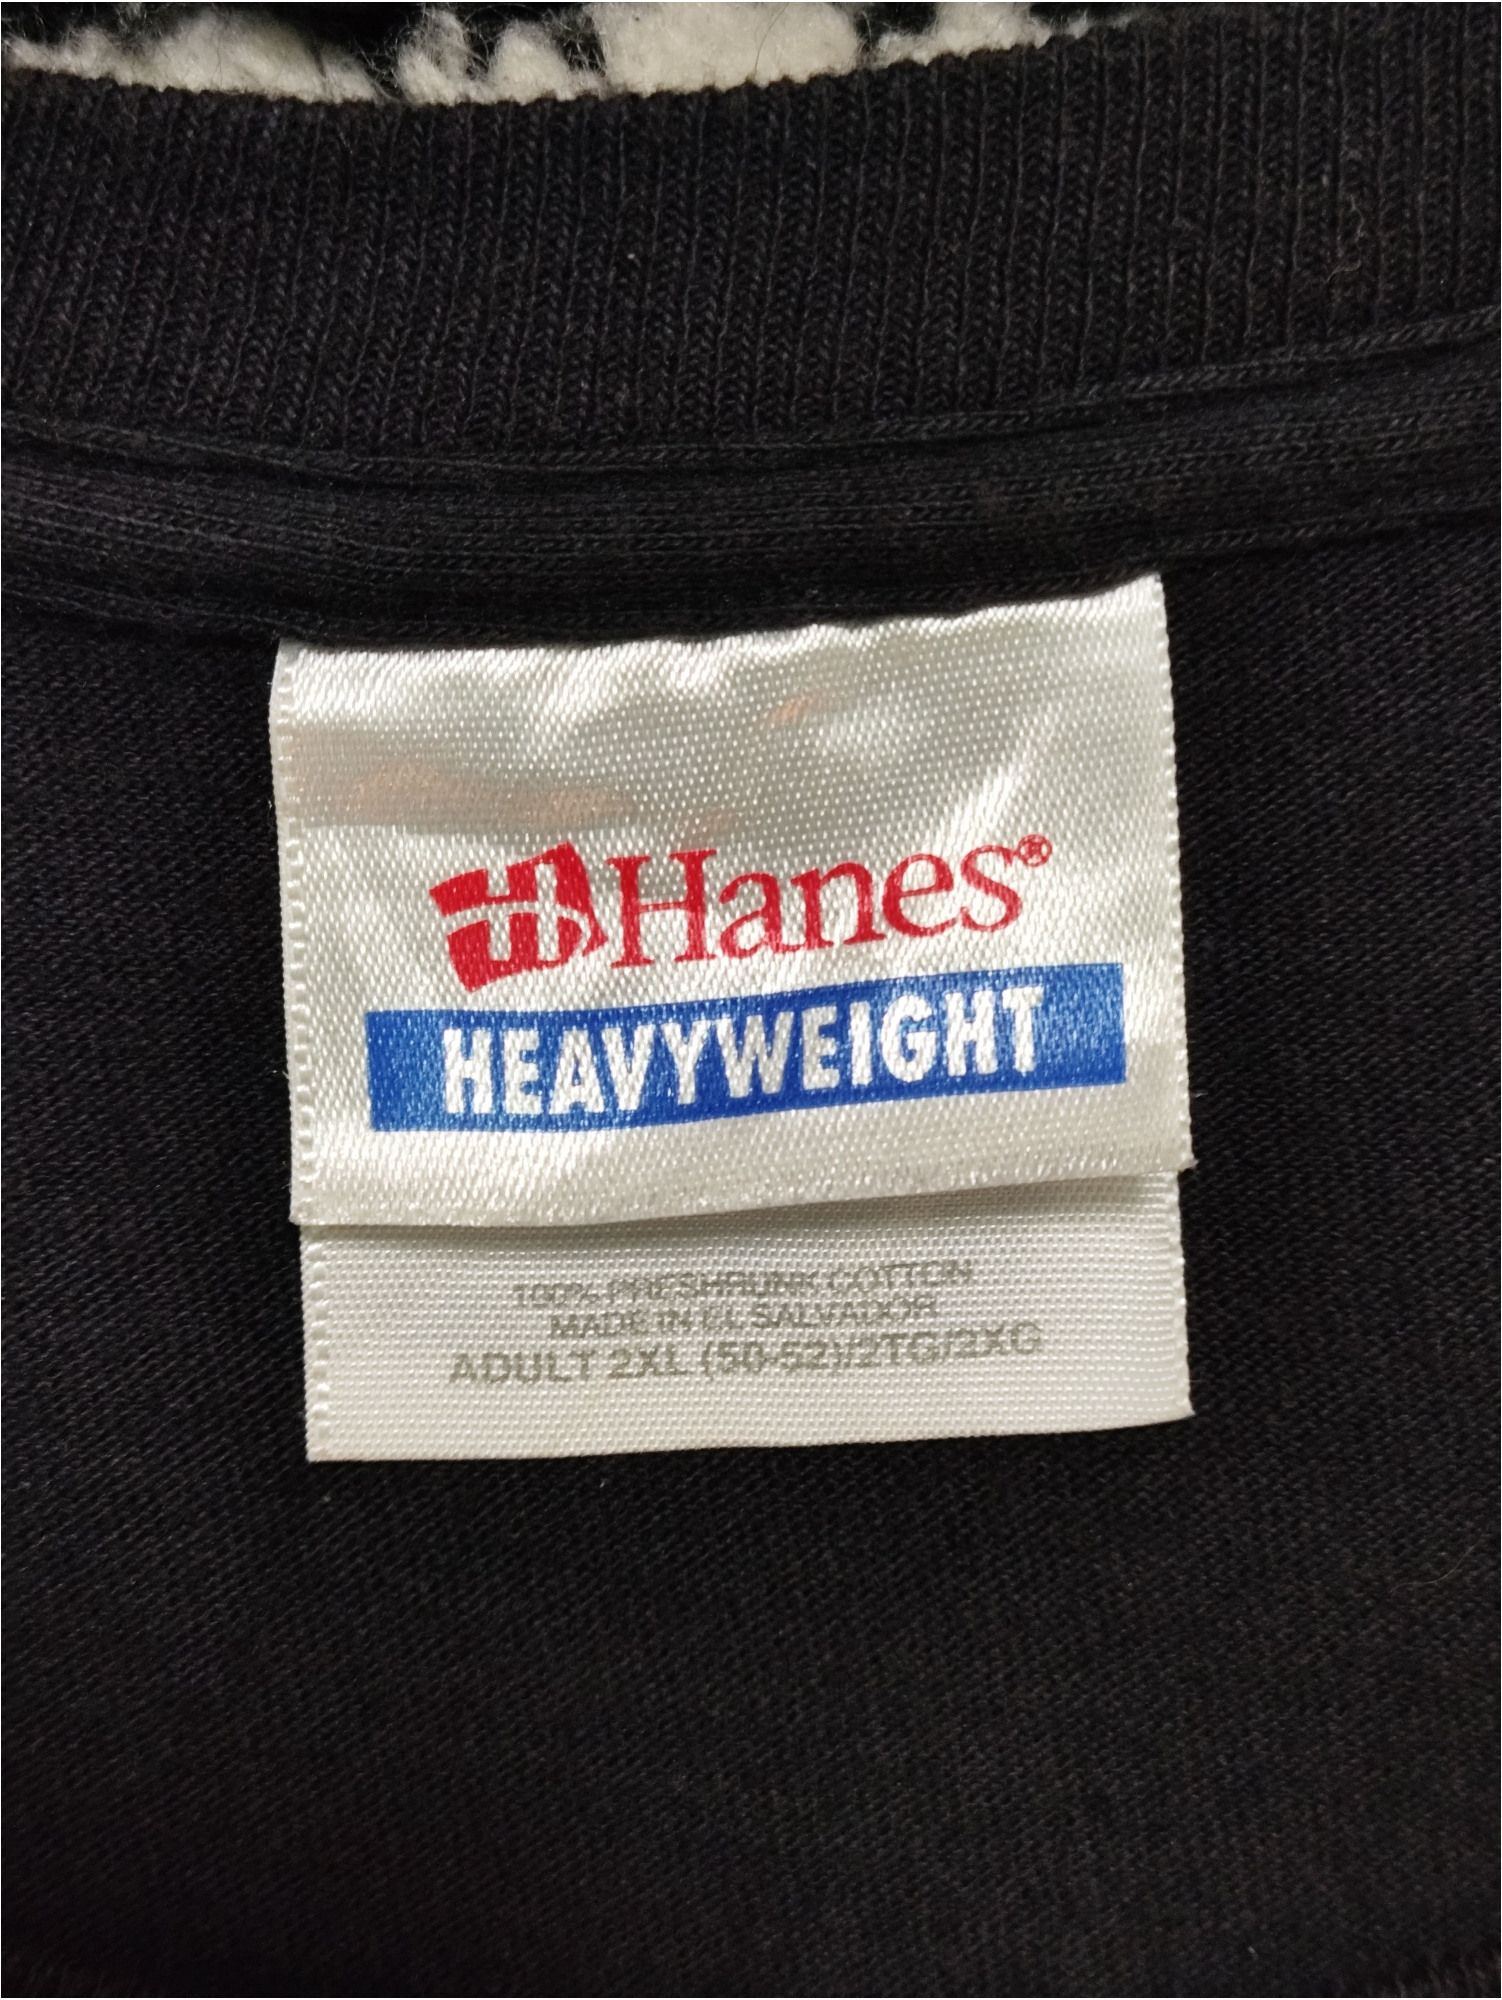 Hanes®
HEAVYWEIGHT
100% PRESHRUNK COTTON
MADE IN EL SALVADOR
ADULT 2XL (50-52)/2TG/2XG